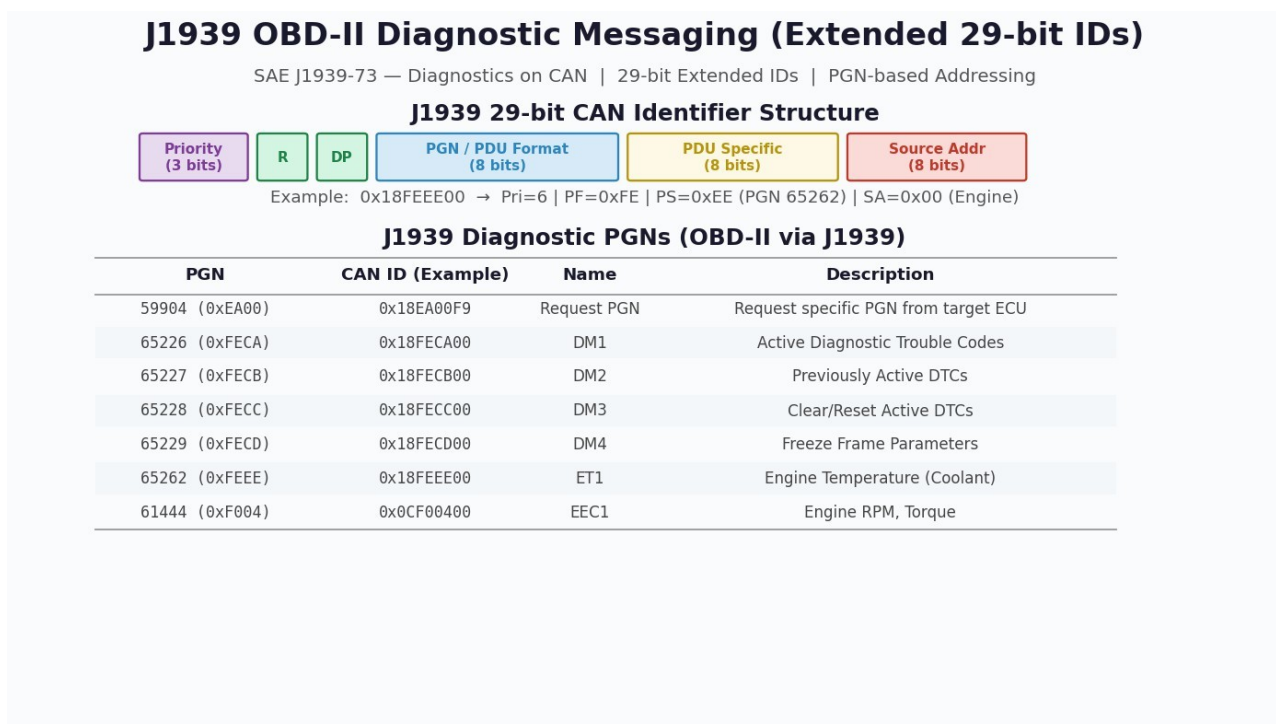 J1939 OBD-II Diagnostic Messaging (Extended 29-bit IDs)
SAE J1939-73 — Diagnostics on CAN | 29-bit Extended IDs | PGN-based Addressing
J1939 29-bit CAN Identifier Structure
Priority (3 bits) R DP PGN / PDU Format (8 bits) PDU Specific (8 bits) Source Addr (8 bits)
Example: 0x18FEEE00 → Pri=6 | PF=0xFE | PS=0xEE (PGN 65262) | SA=0x00 (Engine)
J1939 Diagnostic PGNs (OBD-II via J1939)
PGN CAN ID (Example) Name Description
59904 (0xEA00) 0x18EA00F9 Request PGN Request specific PGN from target ECU
65226 (0xFECA) 0x18FECA00 DM1 Active Diagnostic Trouble Codes
65227 (0xFECB) 0x18FECB00 DM2 Previously Active DTCs
65228 (0xFECC) 0x18FECC00 DM3 Clear/Reset Active DTCs
65229 (0xFECD) 0x18FECD00 DM4 Freeze Frame Parameters
65262 (0xFEEE) 0x18FEEE00 ET1 Engine Temperature (Coolant)
61444 (0xF004) 0x0CF00400 EEC1 Engine RPM, Torque